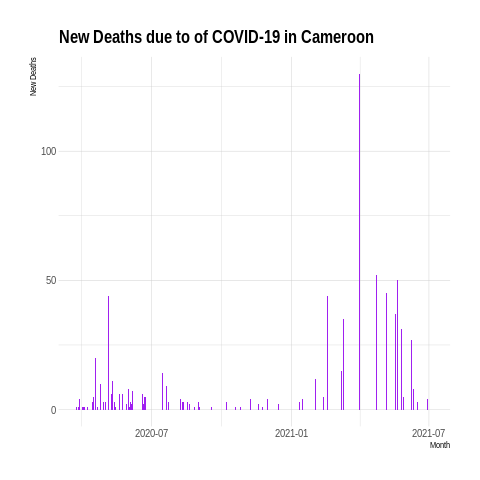 New Deaths due to of COVID-19 in Cameroon
New Deaths
100
50
0
2020-07
2021-01
2021-07
Month